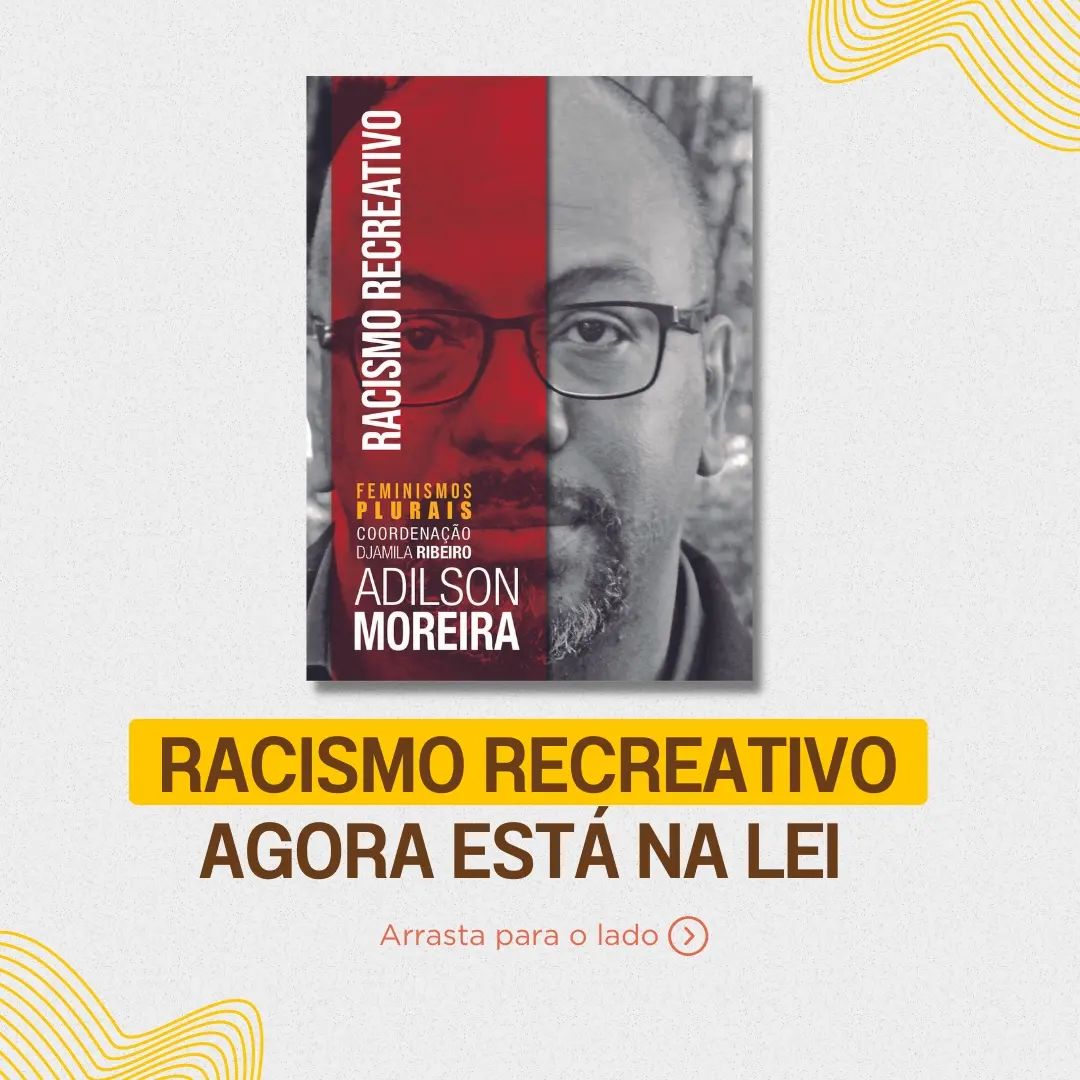 RACISMO RECREATIVO
FEMINISMOS
PLURAIS
COORDENAÇÃO
DJAMILA RIBEIRO
ADILSON
MOREIRA
RACISMO RECREATIVO
AGORA ESTÁ NA LEI
Arrasta para o lado